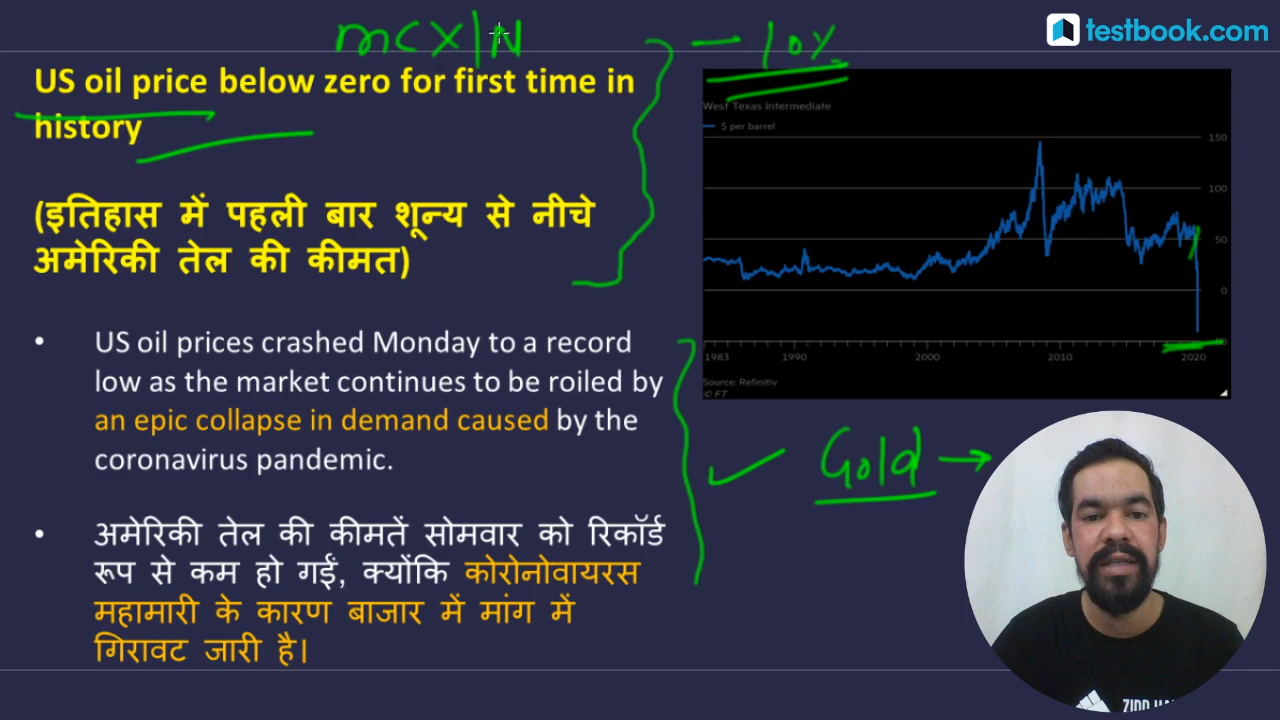 mcx|N
testbook.com
US oil price below zero for first time in
history
(इतिहास में पहली बार शून्य से नीचे
अमेरिकी तेल की कीमत)
West Texas Intermediate
$ per barrel
150
100
50
0
1983 1990 2000 2010 2020
Source: Refinitiv
© FT
• US oil prices crashed Monday to a record
low as the market continues to be roiled by
an epic collapse in demand caused by the
coronavirus pandemic.
Gold →
• अमेरिकी तेल की कीमतें सोमवार को रिकॉर्ड
रूप से कम हो गईं, क्योंकि कोरोनोवायरस
महामारी के कारण बाजार में मांग में
गिरावट जारी है।